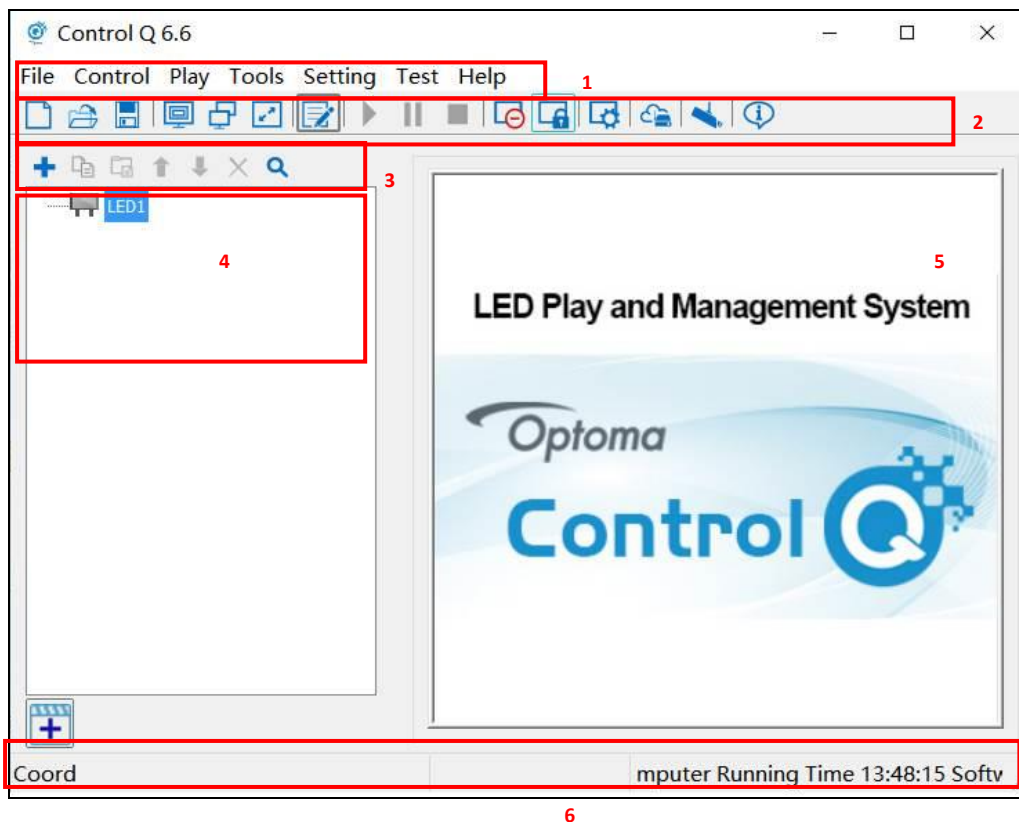 Control Q 6.6
File Control Play Tools Setting Test Help
1
2
3
LED1
4
5
LED Play and Management System
Optoma
Control Q
Coord
mputer Running Time 13:48:15 Softw
6